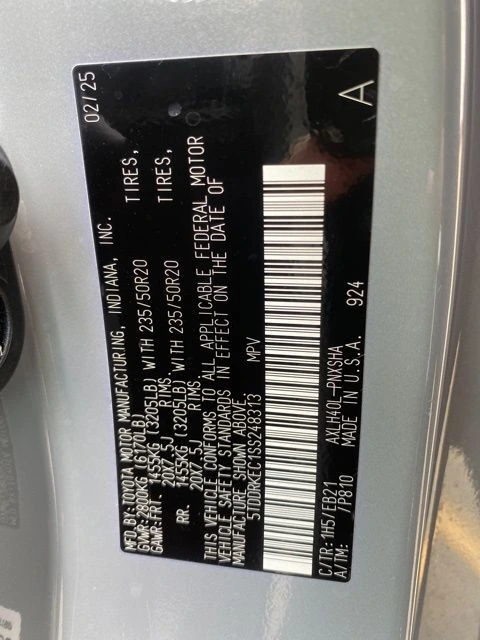 MFD.BY:TOYOTA MOTOR MANUFACTURING, INDIANA, INC. 02/25
GVWR:2800KG (6170LB)
GAWR:FRT. 1455KG (3205LB) WITH 235/50R20 TIRES,
20X7.5J RIMS
RR. 1455KG (3205LB) WITH 235/50R20 TIRES,
20X7.5J RIMS
THIS VEHICLE CONFORMS TO ALL APPLICABLE FEDERAL MOTOR
VEHICLE SAFETY STANDARDS IN EFFECT ON THE DATE OF
MANUFACTURE SHOWN ABOVE.
5TDDRKEC1SS248313 MPV
A
C/TR:1H5/EB21 AXLH40L-PNXSHA
A/TM: /P810 MADE IN U.S.A. 924